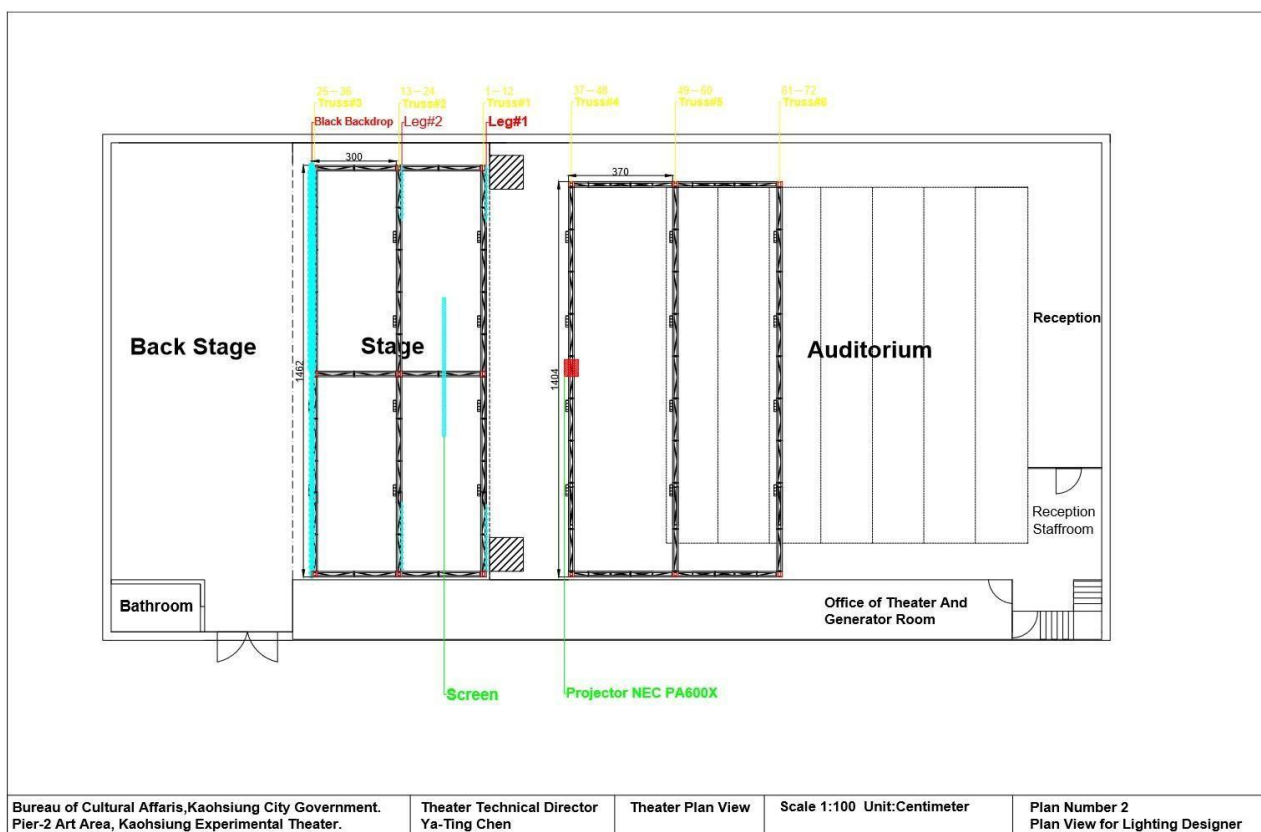 25－36
Truss#3
13－24
Truss#2
1－12
Truss#1
37－48
Truss#4
49－60
Truss#5
61－72
Truss#6
Black Backdrop
Leg#2
Leg#1
300
370
1462
1404
Back Stage
Stage
Auditorium
Reception
Reception
Staffroom
Bathroom
Office of Theater And
Generator Room
Screen
Projector NEC PA600X
Bureau of Cultural Affaris,Kaohsiung City Government.
Pier-2 Art Area, Kaohsiung Experimental Theater.
Theater Technical Director
Ya-Ting Chen
Theater Plan View
Scale 1:100 Unit:Centimeter
Plan Number 2
Plan View for Lighting Designer